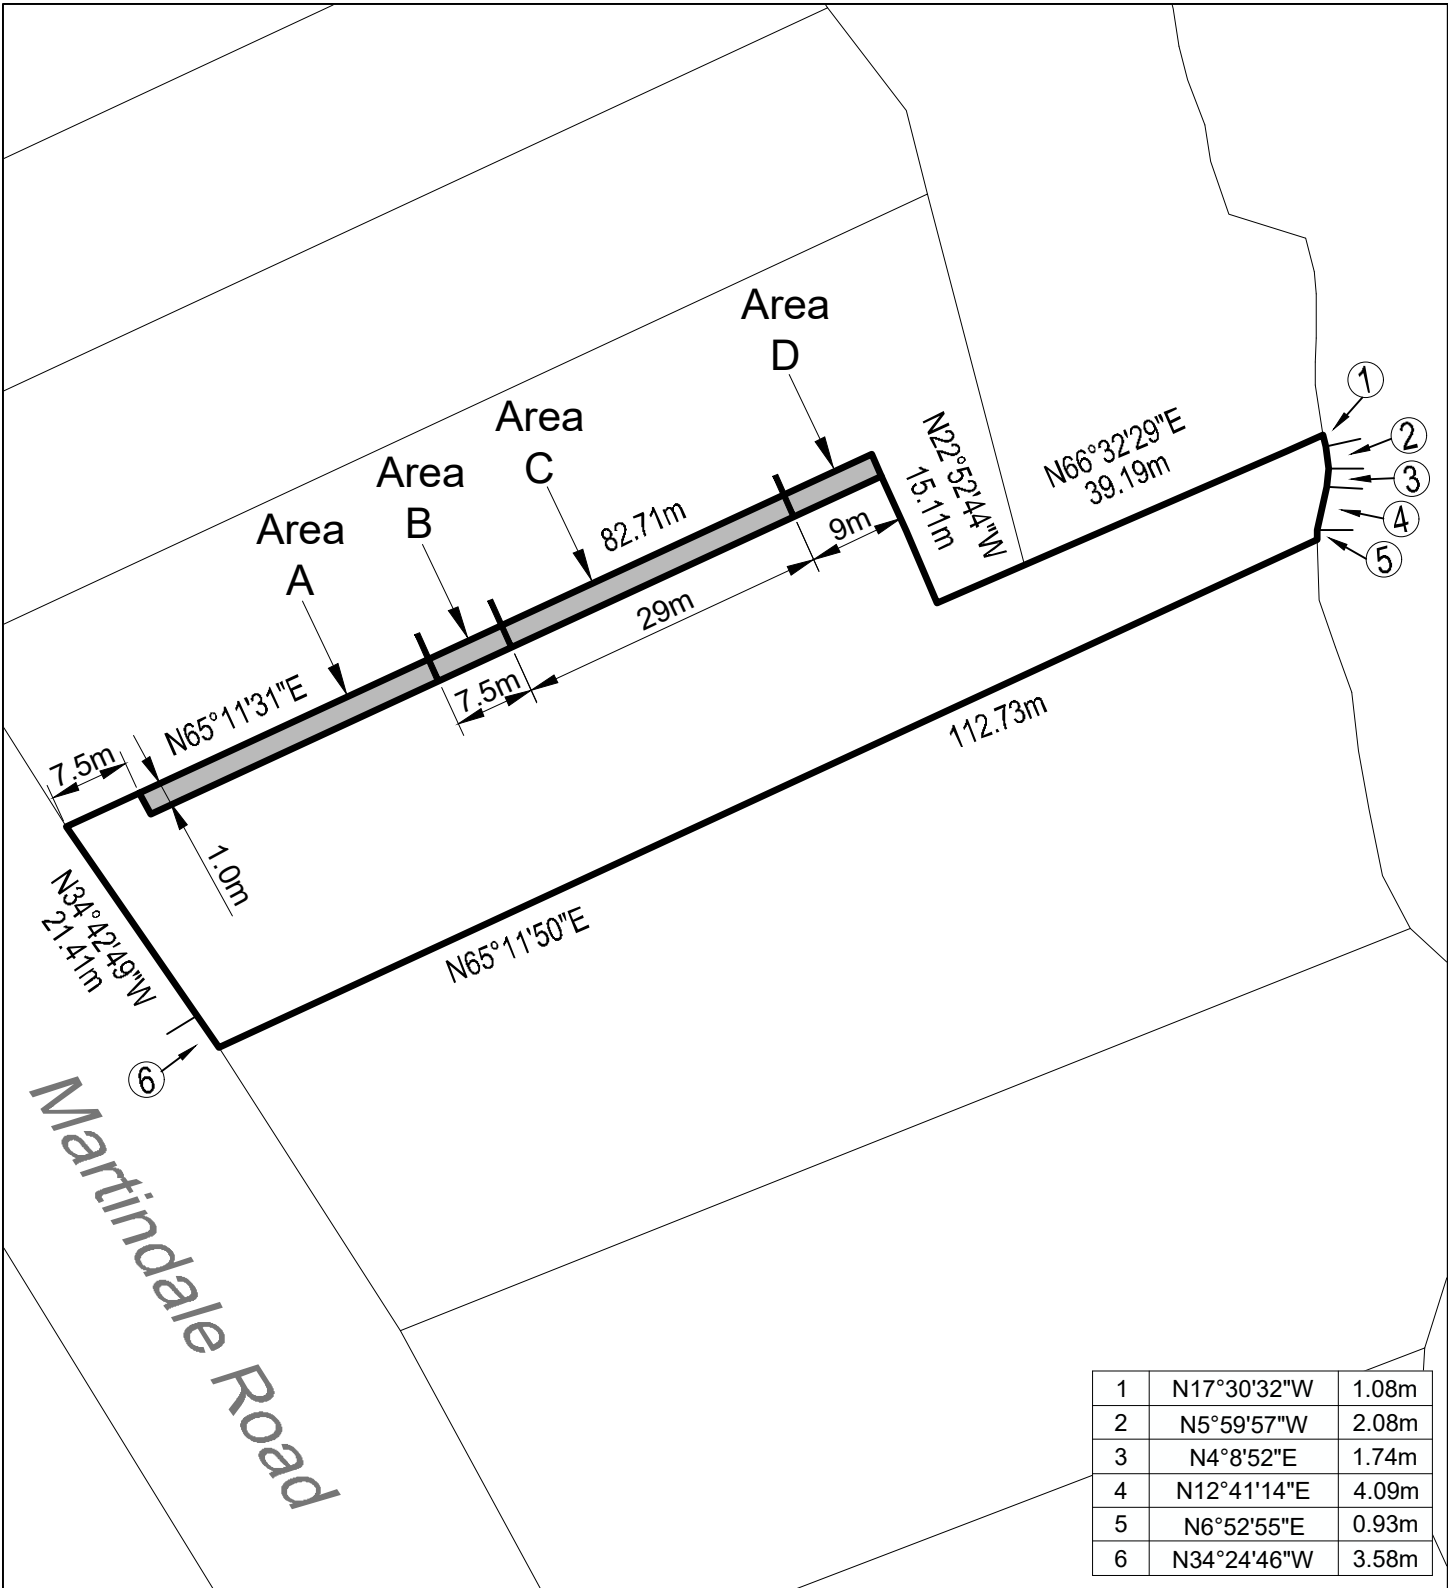 Area
D
Area
C
Area
B
Area
A
1
2
3
4
5
N66°32'29"E
39.19m
N22°52'44"W
15.11m
82.71m
9m
29m
7.5m
N65°11'31"E
7.5m
1.0m
112.73m
N65°11'50"E
N34°42'49"W
21.41m
6
Martindale Road
1 N17°30'32"W 1.08m
2 N5°59'57"W 2.08m
3 N4°8'52"E 1.74m
4 N12°41'14"E 4.09m
5 N6°52'55"E 0.93m
6 N34°24'46"W 3.58m